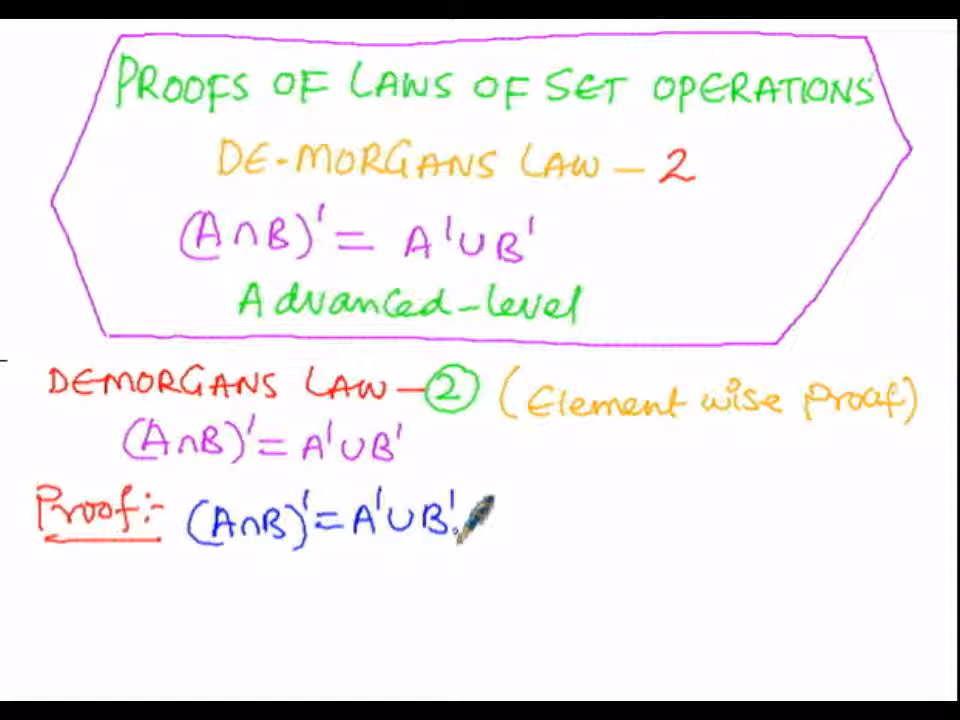 PROOFS OF LAWS OF SET OPERATIONS
DE-MORGANS LAW - 2
(A∩B)' = A'∪B'
Advanced-level
DEMORGANS LAW - 2 (Element wise Proof)
(A∩B)' = A'∪B'
Proof:- (A∩B)' = A'∪B'.